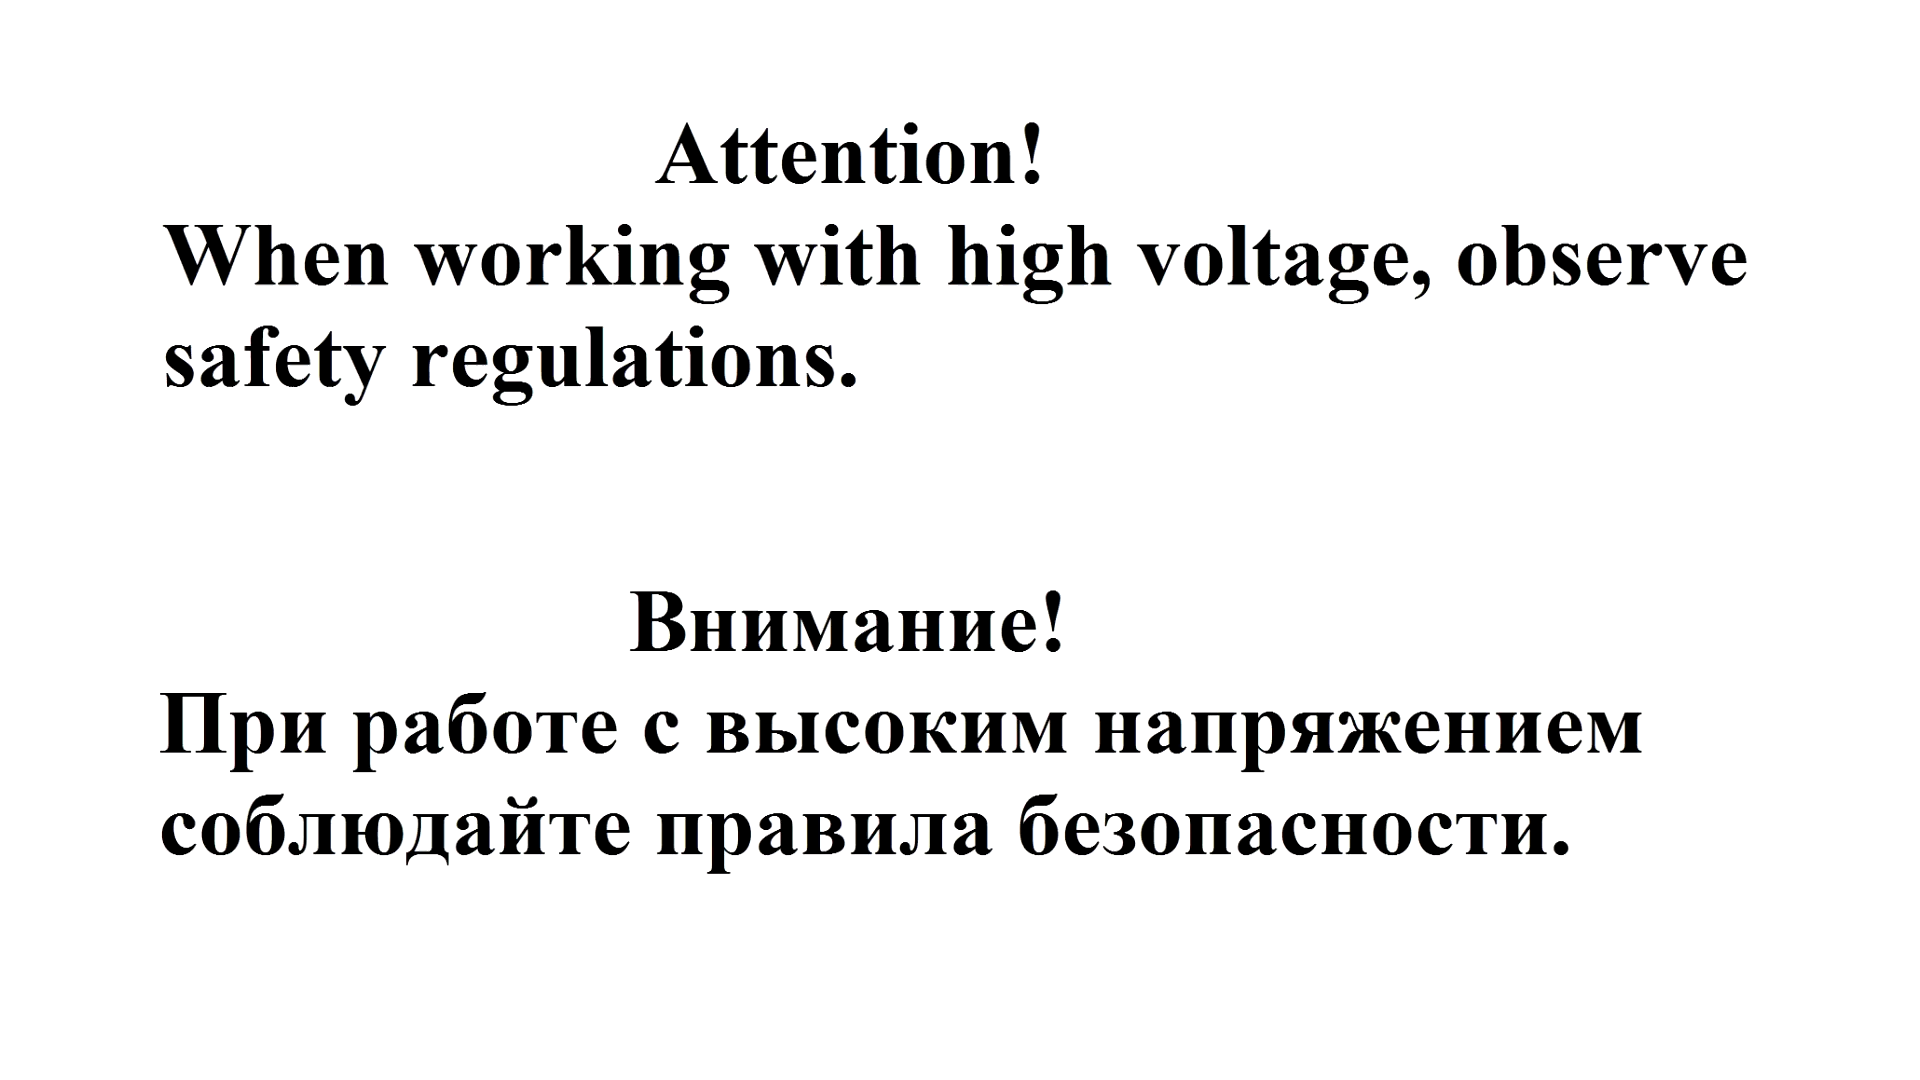 Attention!
When working with high voltage, observe
safety regulations.
Внимание!
При работе с высоким напряжением
соблюдайте правила безопасности.